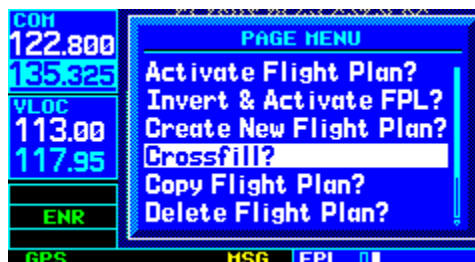 COM
122.800
135.325
VLOC
113.00
117.95
ENR
GPS
PAGE MENU
Activate Flight Plan?
Invert & Activate FPL?
Create New Flight Plan?
Crossfill?
Copy Flight Plan?
Delete Flight Plan?
MSG
FPL